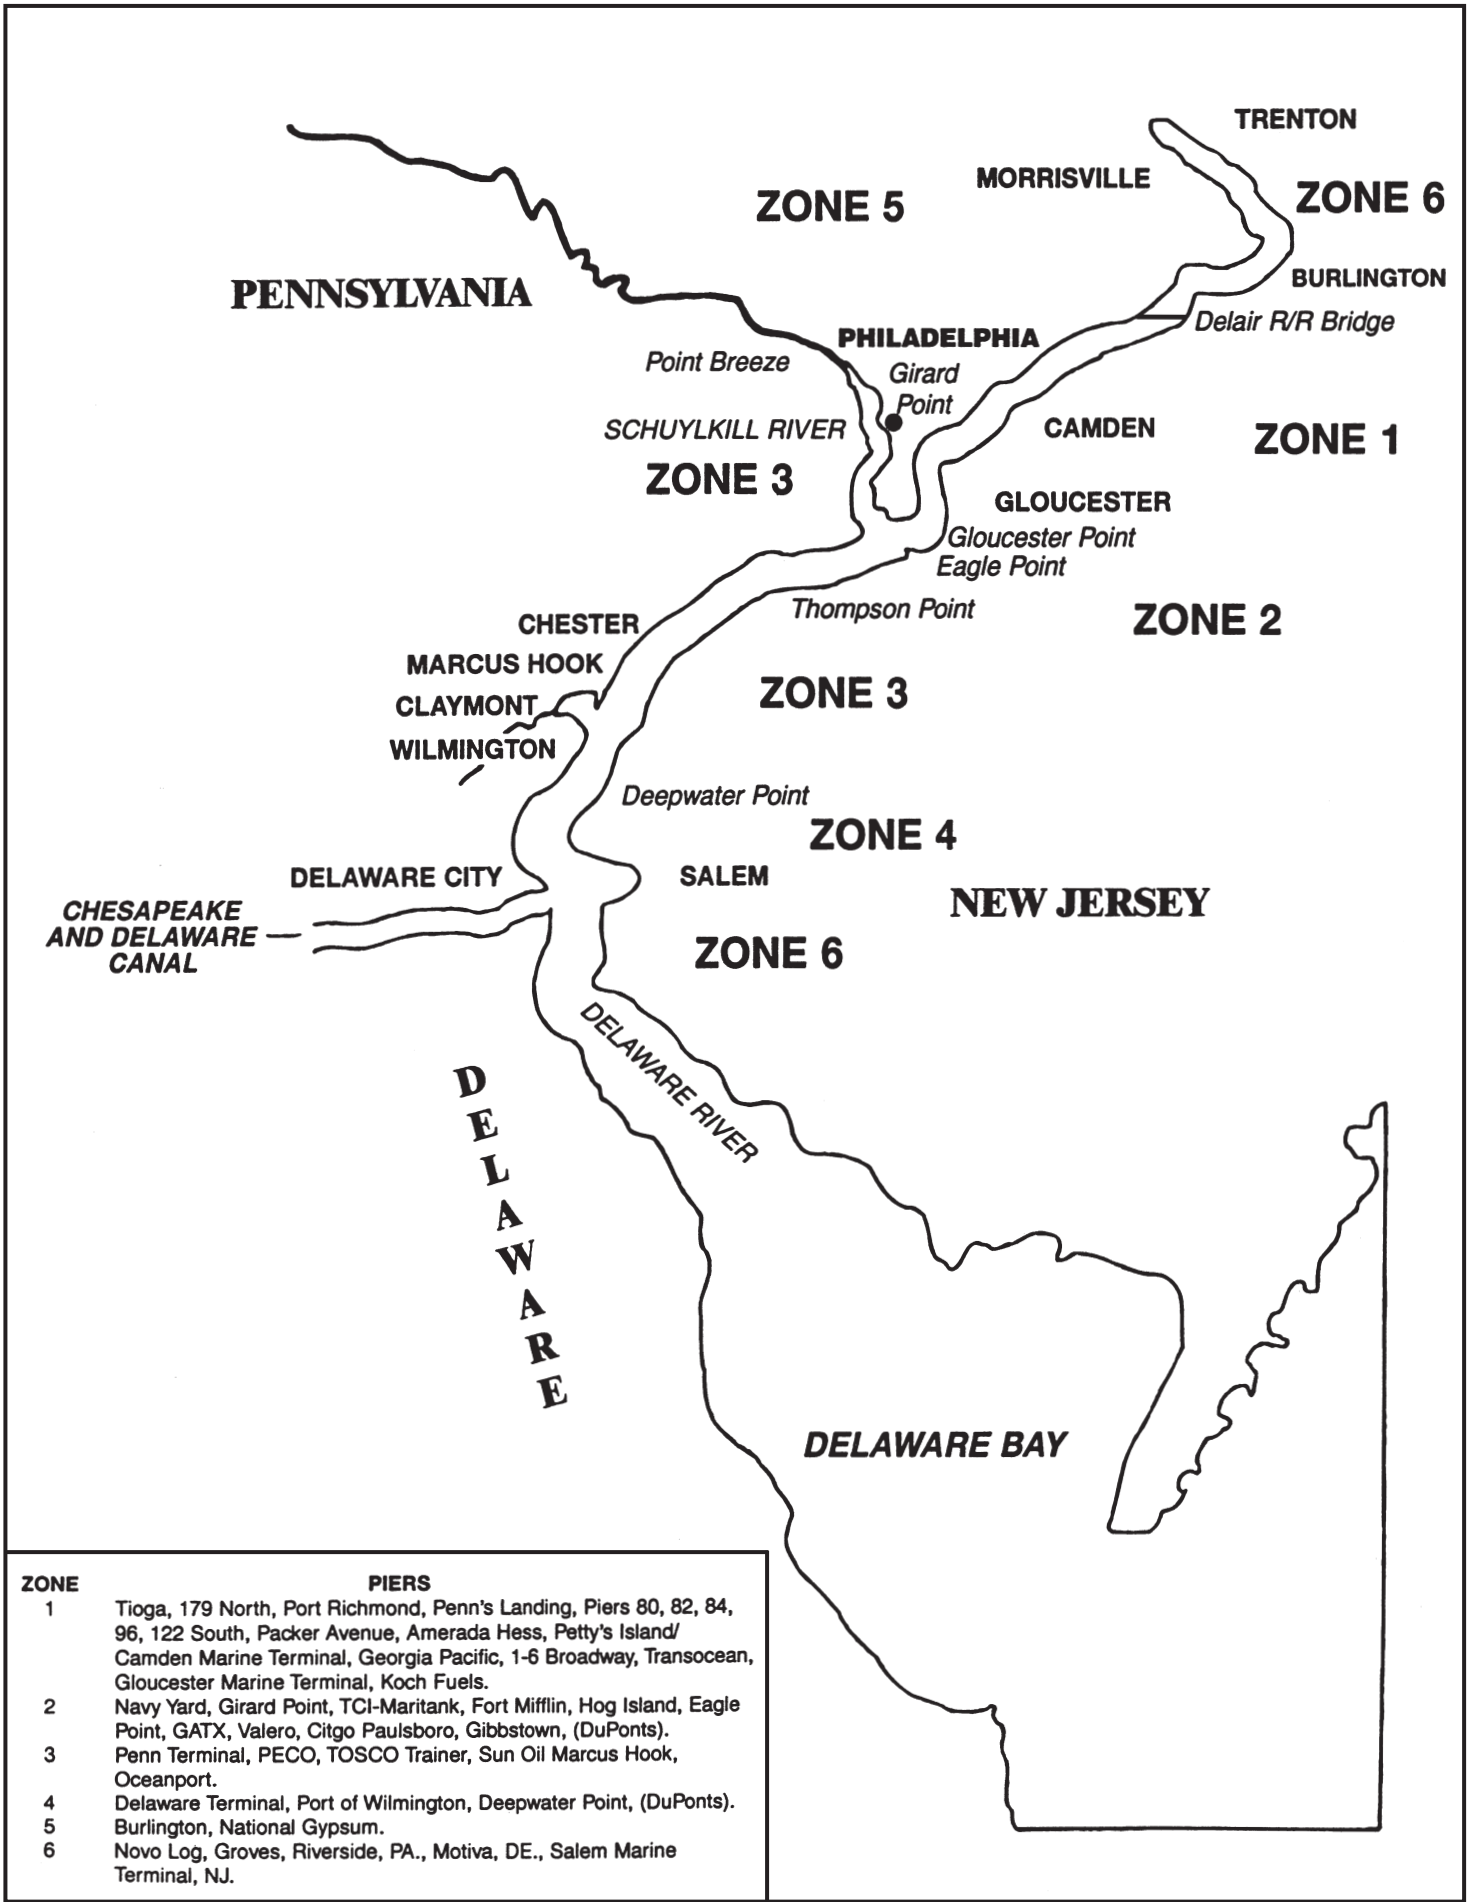 TRENTON
MORRISVILLE
ZONE 5
ZONE 6
PENNSYLVANIA
BURLINGTON
Delair R/R Bridge
PHILADELPHIA
Point Breeze
Girard
Point
SCHUYLKILL RIVER
CAMDEN
ZONE 1
ZONE 3
GLOUCESTER
Gloucester Point
Eagle Point
Thompson Point
ZONE 2
CHESTER
MARCUS HOOK
ZONE 3
CLAYMONT
WILMINGTON
Deepwater Point
ZONE 4
DELAWARE CITY
SALEM
NEW JERSEY
CHESAPEAKE
AND DELAWARE
CANAL
ZONE 6
DELAWARE RIVER
DELAWARE
DELAWARE BAY
ZONE PIERS
1 Tioga, 179 North, Port Richmond, Penn's Landing, Piers 80, 82, 84,
96, 122 South, Packer Avenue, Amerada Hess, Petty's Island/
Camden Marine Terminal, Georgia Pacific, 1-6 Broadway, Transocean,
Gloucester Marine Terminal, Koch Fuels.
2 Navy Yard, Girard Point, TCI-Maritank, Fort Mifflin, Hog Island, Eagle
Point, GATX, Valero, Citgo Paulsboro, Gibbstown, (DuPonts).
3 Penn Terminal, PECO, TOSCO Trainer, Sun Oil Marcus Hook,
Oceanport.
4 Delaware Terminal, Port of Wilmington, Deepwater Point, (DuPonts).
5 Burlington, National Gypsum.
6 Novo Log, Groves, Riverside, PA., Motiva, DE., Salem Marine
Terminal, NJ.